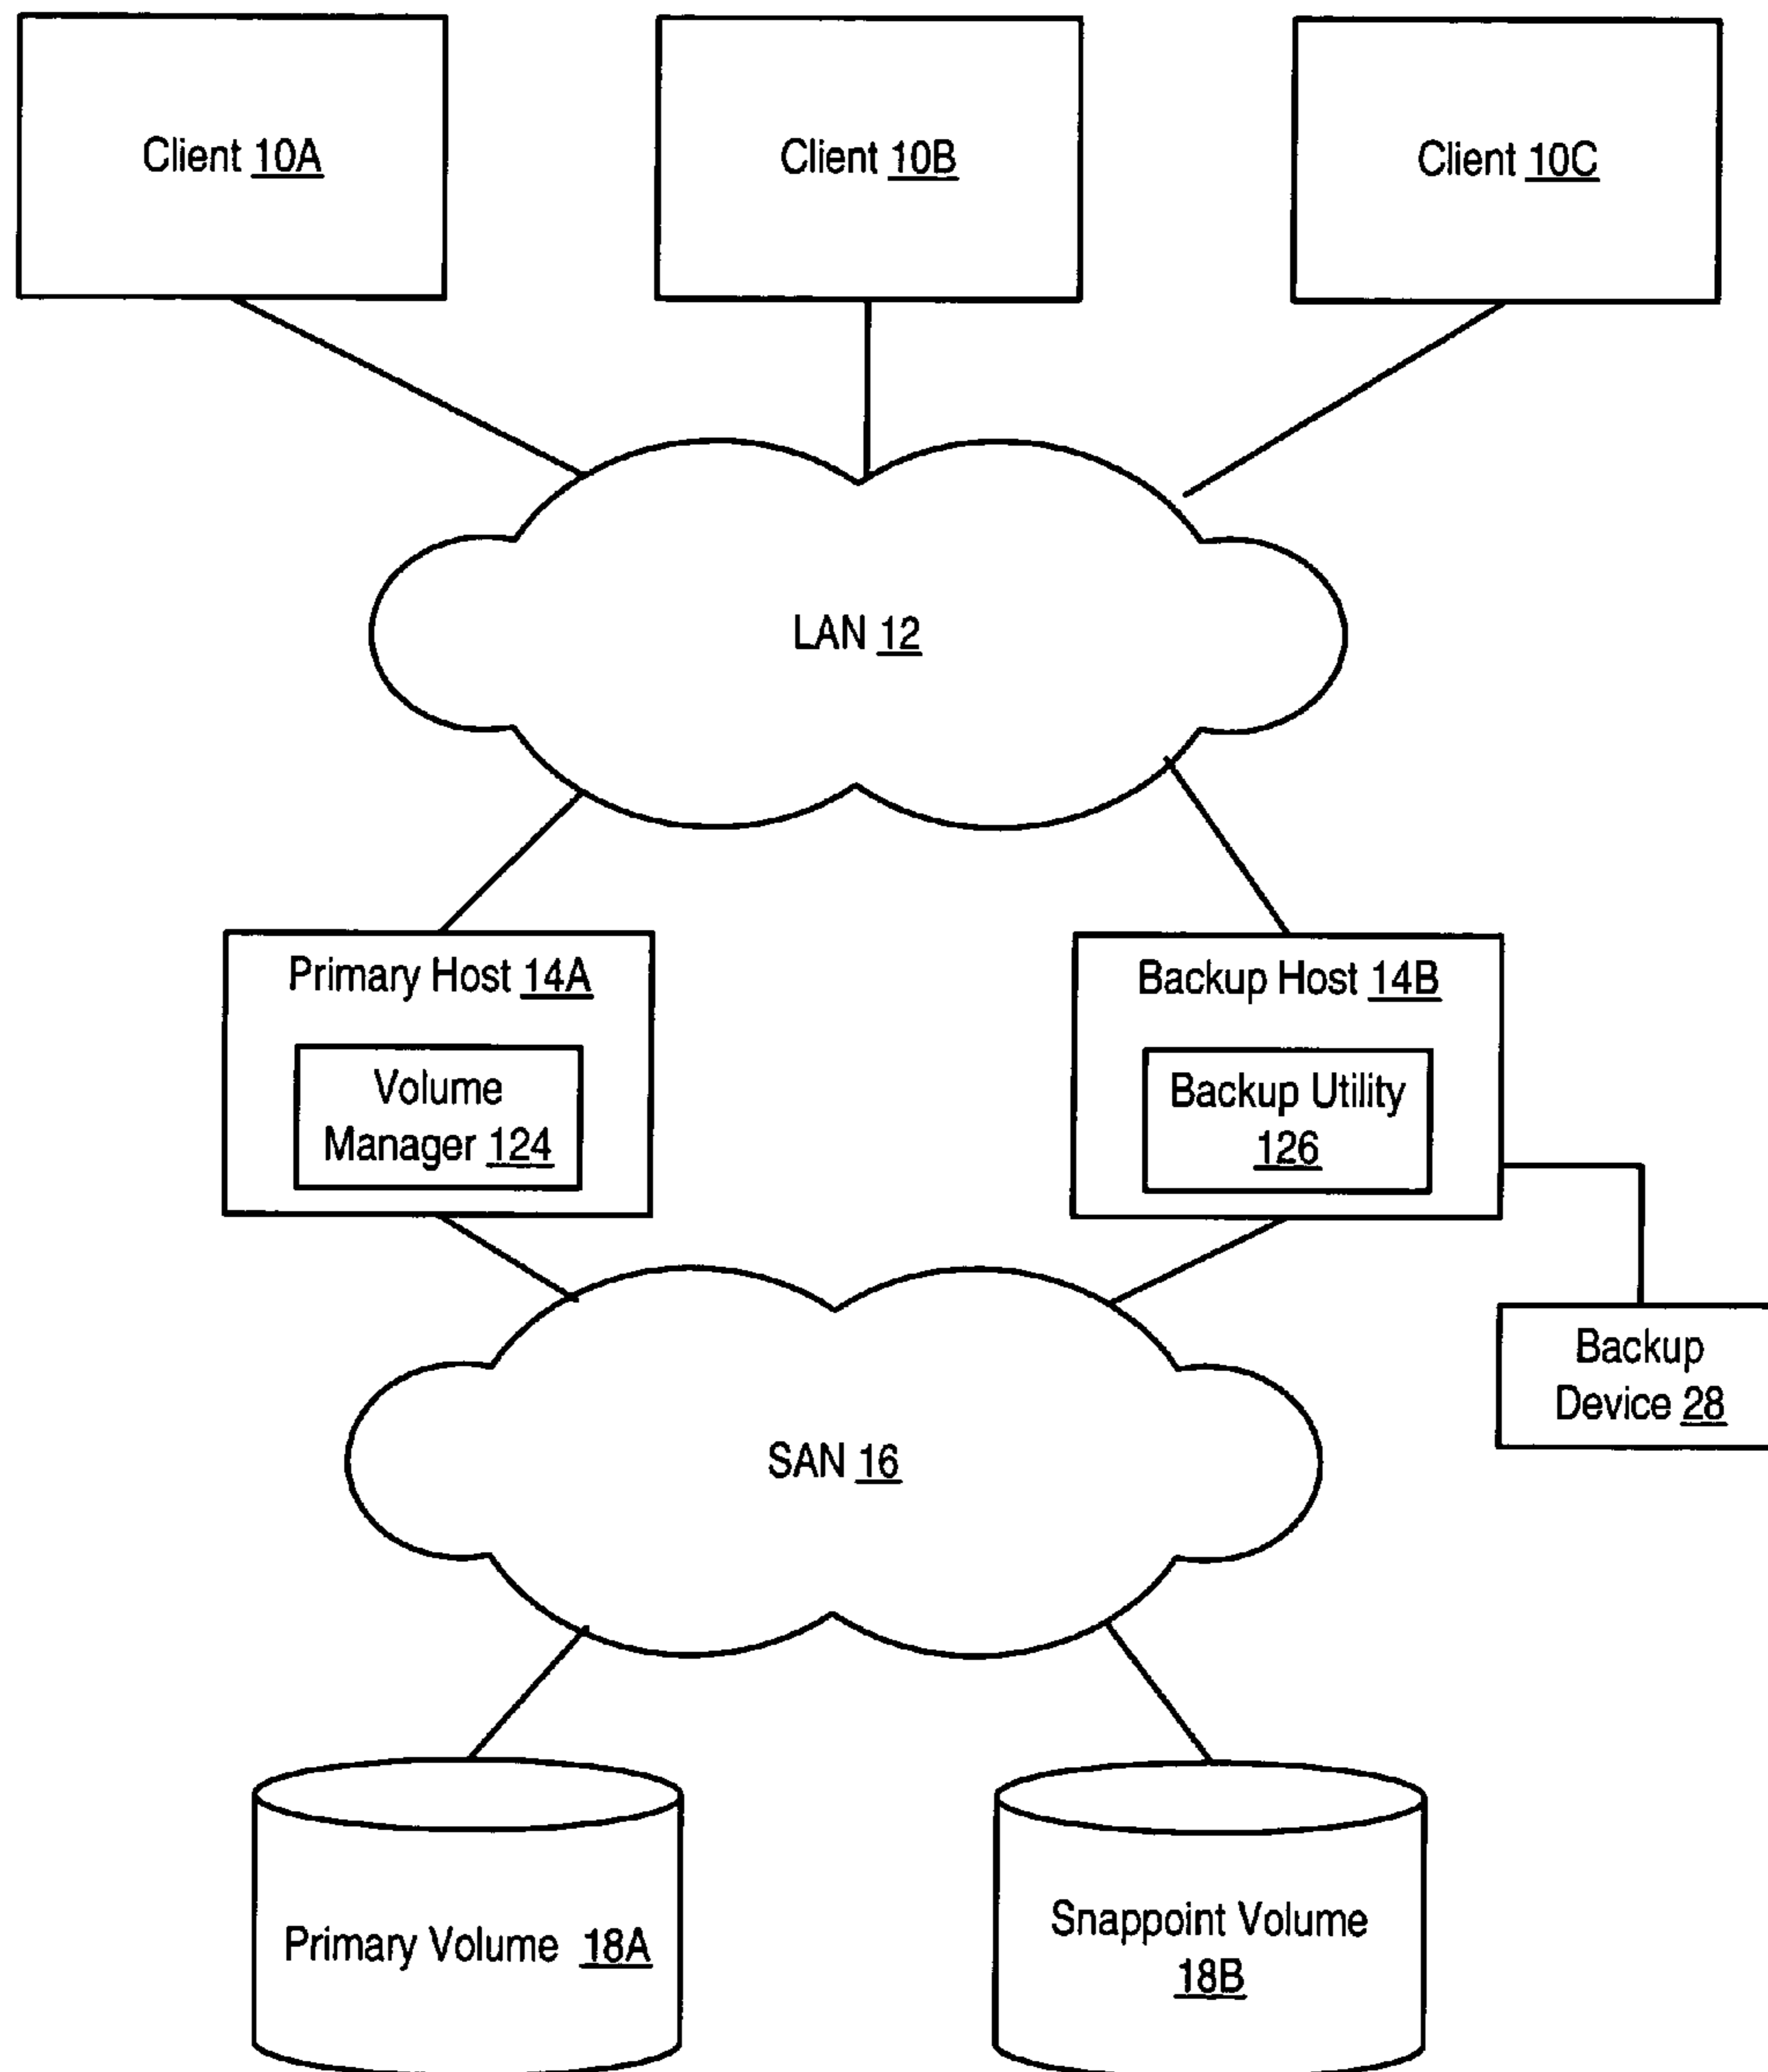 Client 10A
Client 10B
Client 10C
LAN 12
Primary Host 14A
Volume
Manager 124
Backup Host 14B
Backup Utility
126
Backup
Device 28
SAN 16
Primary Volume 18A
Snappoint Volume
18B